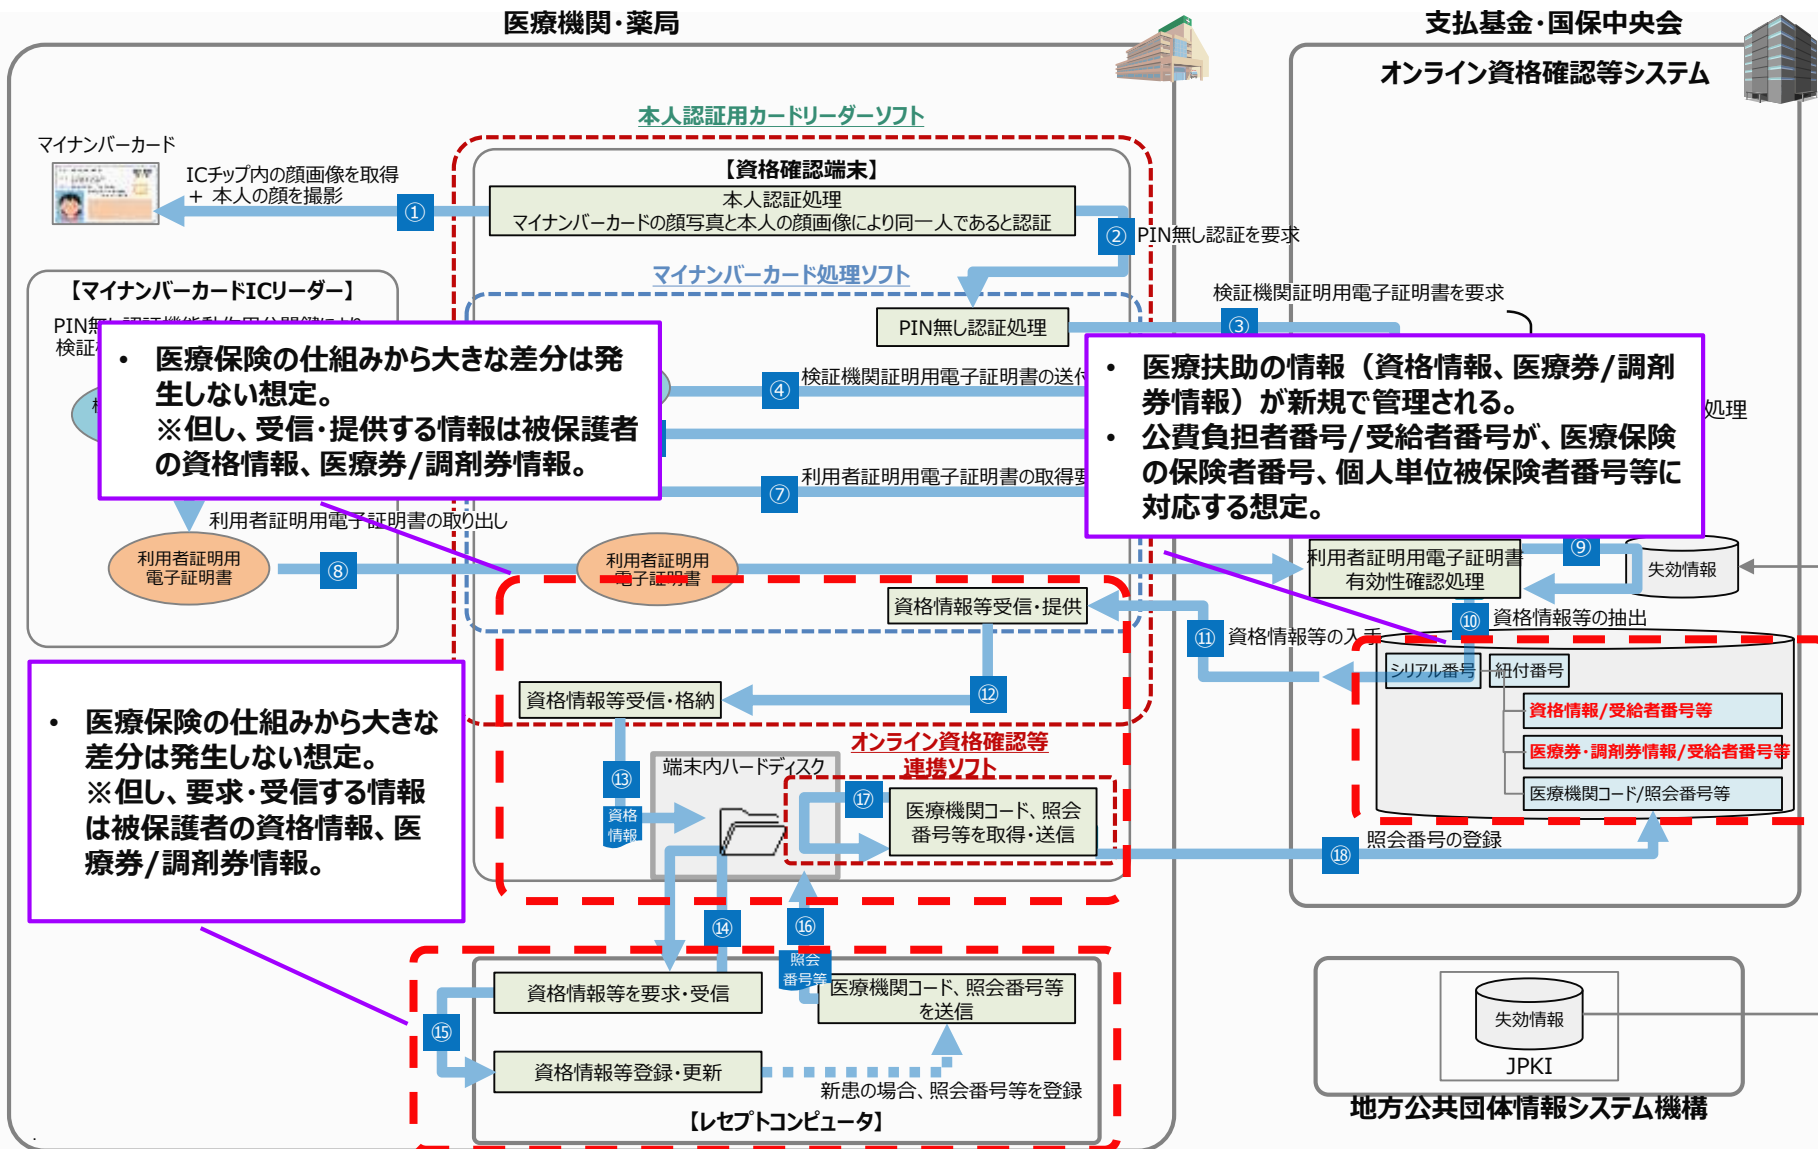 医療機関・薬局
支払基金・国保中央会
オンライン資格確認等システム
本人認証用カードリーダーソフト
マイナンバーカード
ICチップ内の顔画像を取得
＋ 本人の顔を撮影
①
【資格確認端末】
本人認証処理
マイナンバーカードの顔写真と本人の顔画像により同一人であると認証
②
PIN無し認証を要求
マイナンバーカード処理ソフト
【マイナンバーカードICリーダー】
PIN無し認証機能動作用公開鍵により
検証
PIN無し認証処理
検証機関証明用電子証明書を要求
③
④
検証機関証明用電子証明書の送付
処理
• 医療保険の仕組みから大きな差分は発
生しない想定。
※但し、受信・提供する情報は被保護者
の資格情報、医療券/調剤券情報。
• 医療扶助の情報（資格情報、医療券/調剤
券情報）が新規で管理される。
• 公費負担者番号/受給者番号が、医療保険
の保険者番号、個人単位被保険者番号等に
対応する想定。
⑦
利用者証明用電子証明書の取得要
利用者証明用電子証明書の取り出し
利用者証明用
電子証明書
⑧
利用者証明用
電子証明書
利用者証明用電子証明書
有効性確認処理
⑨
失効情報
⑩
資格情報等の抽出
資格情報等受信・提供
⑪
資格情報等の入手
シリアル番号
紐付番号
資格情報/受給者番号等
医療券・調剤券情報/受給者番号等
医療機関コード/照会番号等
⑫
資格情報等受信・格納
• 医療保険の仕組みから大きな
差分は発生しない想定。
※但し、要求・受信する情報
は被保護者の資格情報、医
療券/調剤券情報。
オンライン資格確認等
連携ソフト
⑬
資格
情報
端末内ハードディスク
⑰
医療機関コード、照会
番号等を取得・送信
⑱
照会番号の登録
⑭
⑯
照会
番号等
資格情報等を要求・受信
医療機関コード、照会番号等
を送信
⑮
資格情報等登録・更新
新患の場合、照会番号等を登録
【レセプトコンピュータ】
失効情報
JPKI
地方公共団体情報システム機構